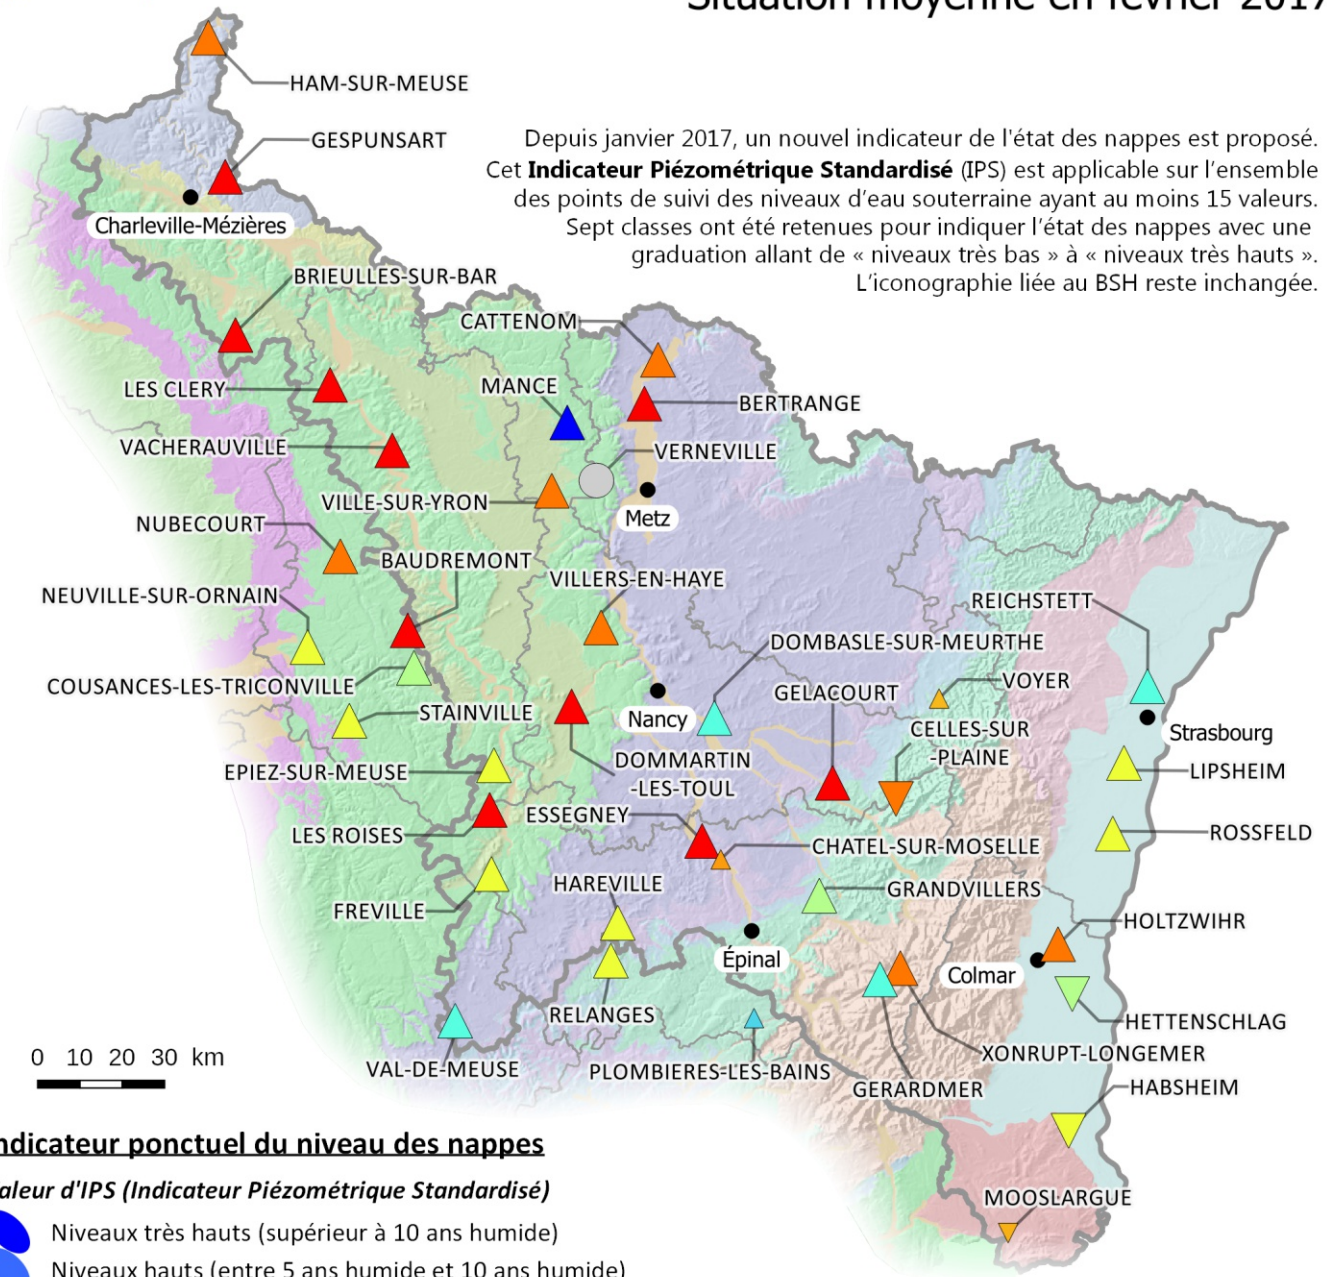 Situation moyenne en février 2017
HAM-SUR-MEUSE
GESPUNSART
Depuis janvier 2017, un nouvel indicateur de l'état des nappes est proposé.
Cet Indicateur Piézométrique Standardisé (IPS) est applicable sur l'ensemble
des points de suivi des niveaux d'eau souterraine ayant au moins 15 valeurs.
Sept classes ont été retenues pour indiquer l'état des nappes avec une
graduation allant de « niveaux très bas » à « niveaux très hauts ».
L'iconographie liée au BSH reste inchangée.
Charleville-Mézières
BRIEULLES-SUR-BAR
CATTENOM
LES CLERY
MANCE
BERTRANGE
VACHERAUVILLE
VERNEVILLE
VILLE-SUR-YRON
Metz
NUBECOURT
BAUDREMONT
VILLERS-EN-HAYE
NEUVILLE-SUR-ORNAIN
REICHSTETT
DOMBASLE-SUR-MEURTHE
COUSANCES-LES-TRICONVILLE
GELACOURT
VOYER
STAINVILLE
Nancy
CELLES-SUR
-PLAINE
Strasbourg
EPIEZ-SUR-MEUSE
DOMMARTIN
-LES-TOUL
LIPSHEIM
LES ROISES
ESSEGNEY
ROSSFELD
CHATEL-SUR-MOSELLE
HAREVILLE
GRANDVILLERS
FREVILLE
HOLTZWIHR
Épinal
Colmar
RELANGES
HETTENSCHLAG
XONRUPT-LONGEMER
VAL-DE-MEUSE
PLOMBIERES-LES-BAINS
GERARDMER
HABSHEIM
0 10 20 30 km
MOOSLARGUE
ndicateur ponctuel du niveau des nappes
aleur d'IPS (Indicateur Piézométrique Standardisé)
Niveaux très hauts (supérieur à 10 ans humide)
Niveaux hauts (entre 5 ans humide et 10 ans humide)